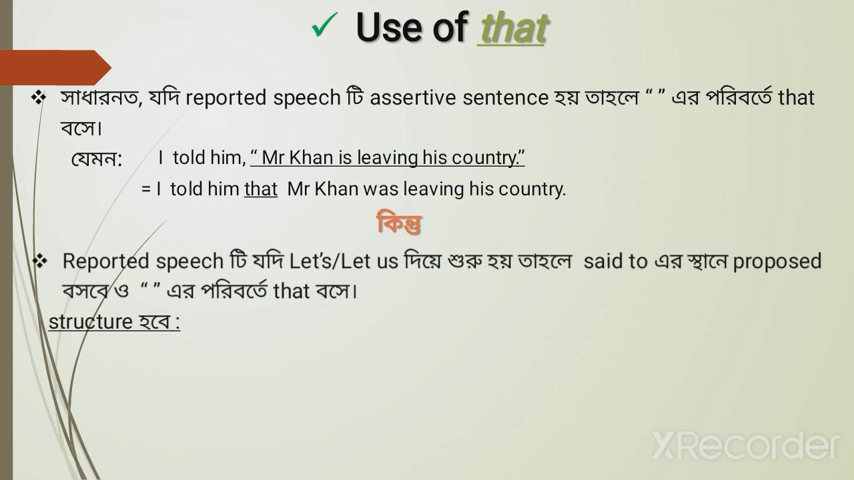 ✓ Use of that
❖ সাধারনত, যদি reported speech টি assertive sentence হয় তাহলে “ ” এর পরিবর্তে that
বসে।
যেমন: I told him, “ Mr Khan is leaving his country.”
= I told him that Mr Khan was leaving his country.
কিন্তু
❖ Reported speech টি যদি Let’s/Let us দিয়ে শুরু হয় তাহলে said to এর স্থানে proposed
বসবে ও “ ” এর পরিবর্তে that বসে।
structure হবে :
XRecorder